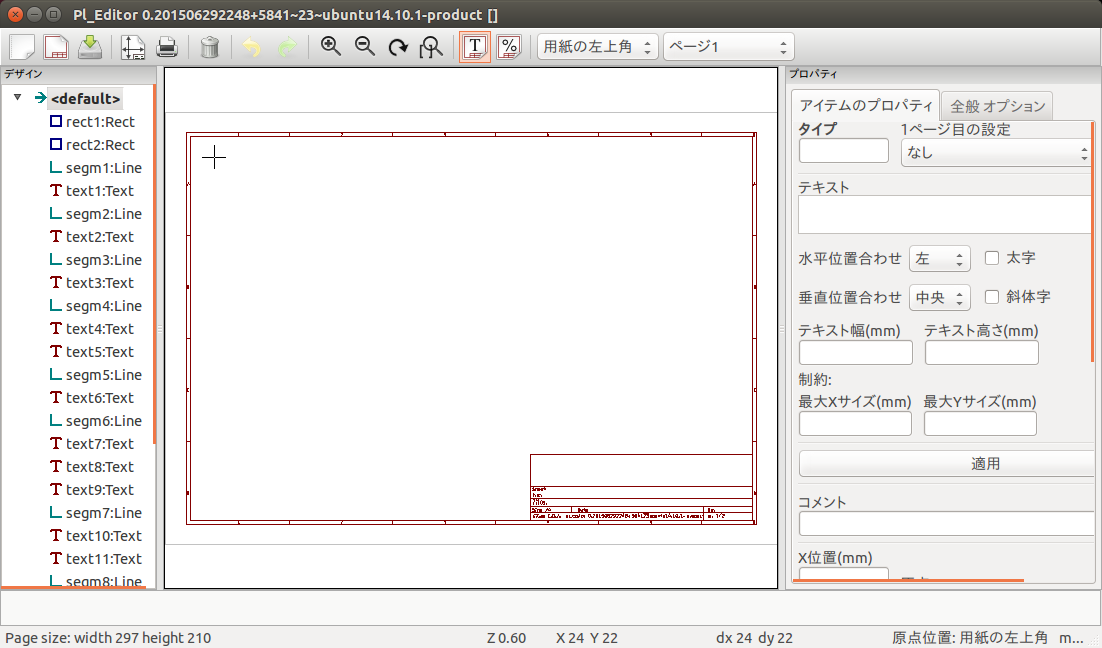 Pl_Editor 0.201506292248+5841~23~ubuntu14.10.1-product []
用紙の左上角 ページ1
デザイン
<default>
rect1:Rect
rect2:Rect
segm1:Line
text1:Text
segm2:Line
text2:Text
segm3:Line
text3:Text
segm4:Line
text4:Text
text5:Text
segm5:Line
text6:Text
segm6:Line
text7:Text
text8:Text
text9:Text
segm7:Line
text10:Text
text11:Text
segm8:Line
プロパティ
アイテムのプロパティ 全般 オプション
タイプ 1ページ目の設定
なし
テキスト
水平位置合わせ 左 太字
垂直位置合わせ 中央 斜体字
テキスト幅(mm) テキスト高さ(mm)
制約:
最大Xサイズ(mm) 最大Yサイズ(mm)
適用
コメント
X位置(mm)
Page size: width 297 height 210 Z 0.60 X 24 Y 22 dx 24 dy 22 原点位置: 用紙の左上角 m...